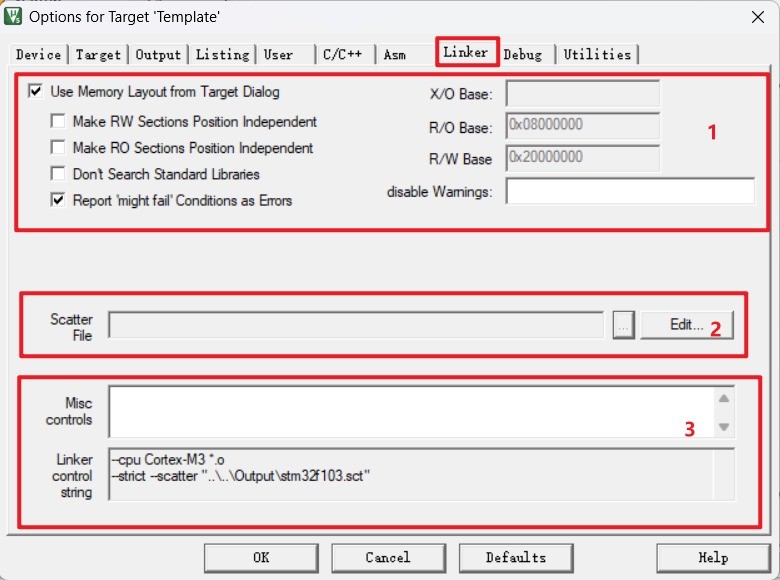 Options for Target 'Template'
Device Target Output Listing User C/C++ Asm Linker Debug Utilities
Use Memory Layout from Target Dialog
Make RW Sections Position Independent
Make RO Sections Position Independent
Don't Search Standard Libraries
Report 'might fail' Conditions as Errors
X/O Base:
R/O Base: 0x08000000
R/W Base 0x20000000
disable Warnings:
1
Scatter
File
...
Edit... 2
Misc
controls
3
Linker
control
string
--cpu Cortex-M3 *.o
--strict --scatter "..\..\Output\stm32f103.sct"
OK Cancel Defaults Help